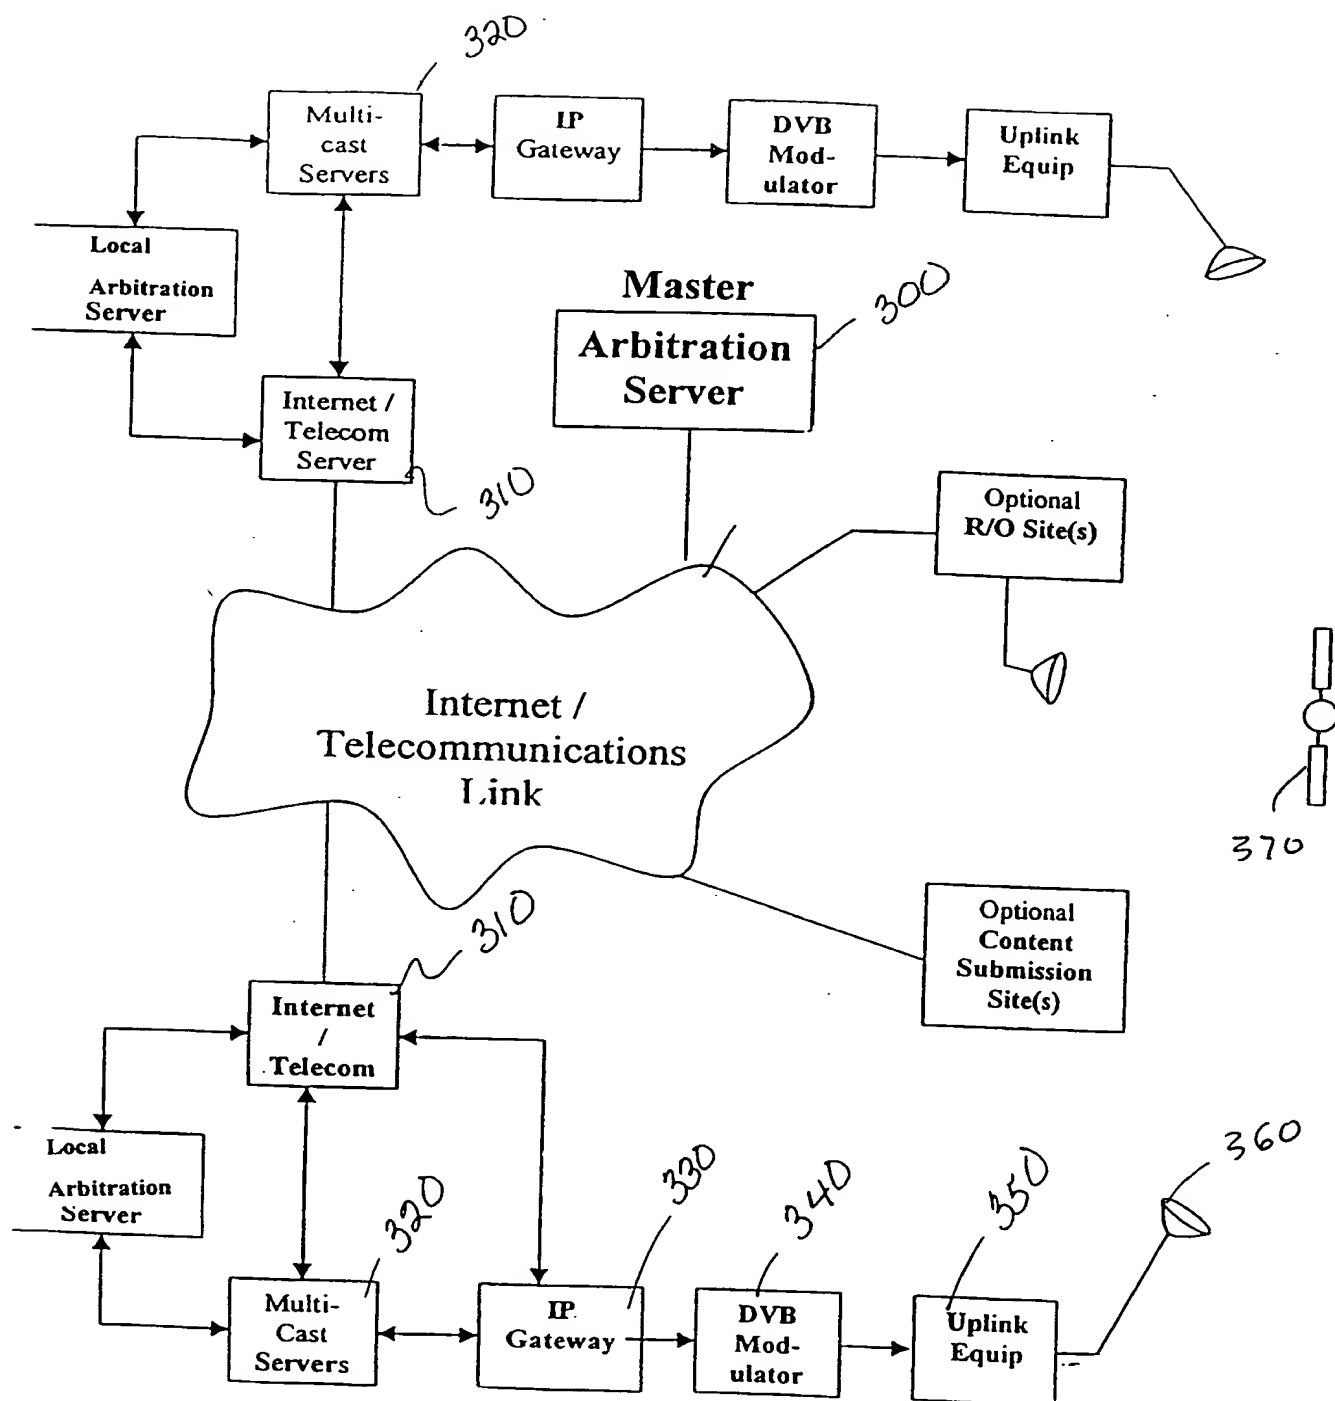 320
Multi-
cast
Servers
IP
Gateway
DVB
Mod-
ulator
Uplink
Equip
Local
Arbitration
Server
Master
Arbitration
Server
300
Internet /
Telecom
Server
310
Optional
R/O Site(s)
Internet /
Telecommunications
Link
370
Optional
Content
Submission
Site(s)
310
Internet
/
Telecom
Local
Arbitration
Server
320
Multi-
Cast
Servers
330
IP
Gateway
340
DVB
Mod-
ulator
350
Uplink
Equip
360